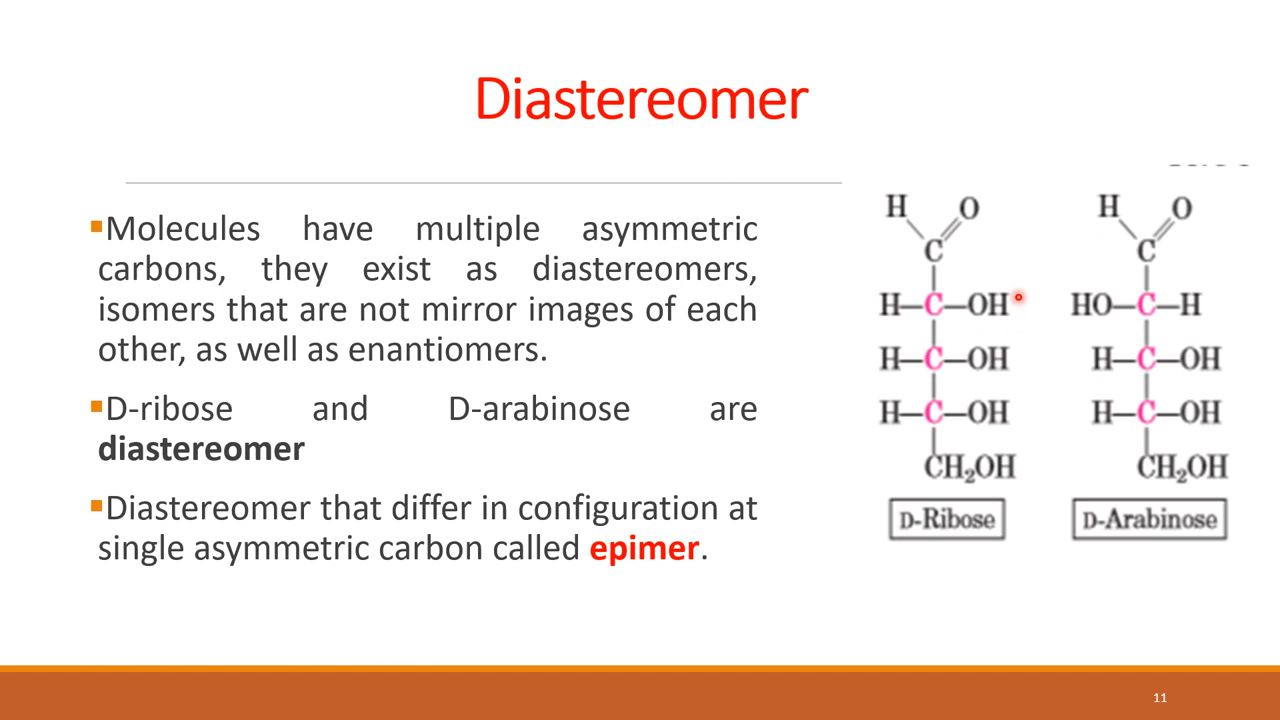 Diastereomer
▪Molecules have multiple asymmetric
carbons, they exist as diastereomers,
isomers that are not mirror images of each
other, as well as enantiomers.
▪D-ribose and D-arabinose are
diastereomer
▪Diastereomer that differ in configuration at
single asymmetric carbon called epimer.
H O
C
H—C—OH
H—C—OH
H—C—OH
CH₂OH
D-Ribose
H O
C
HO—C—H
H—C—OH
H—C—OH
CH₂OH
D-Arabinose
11